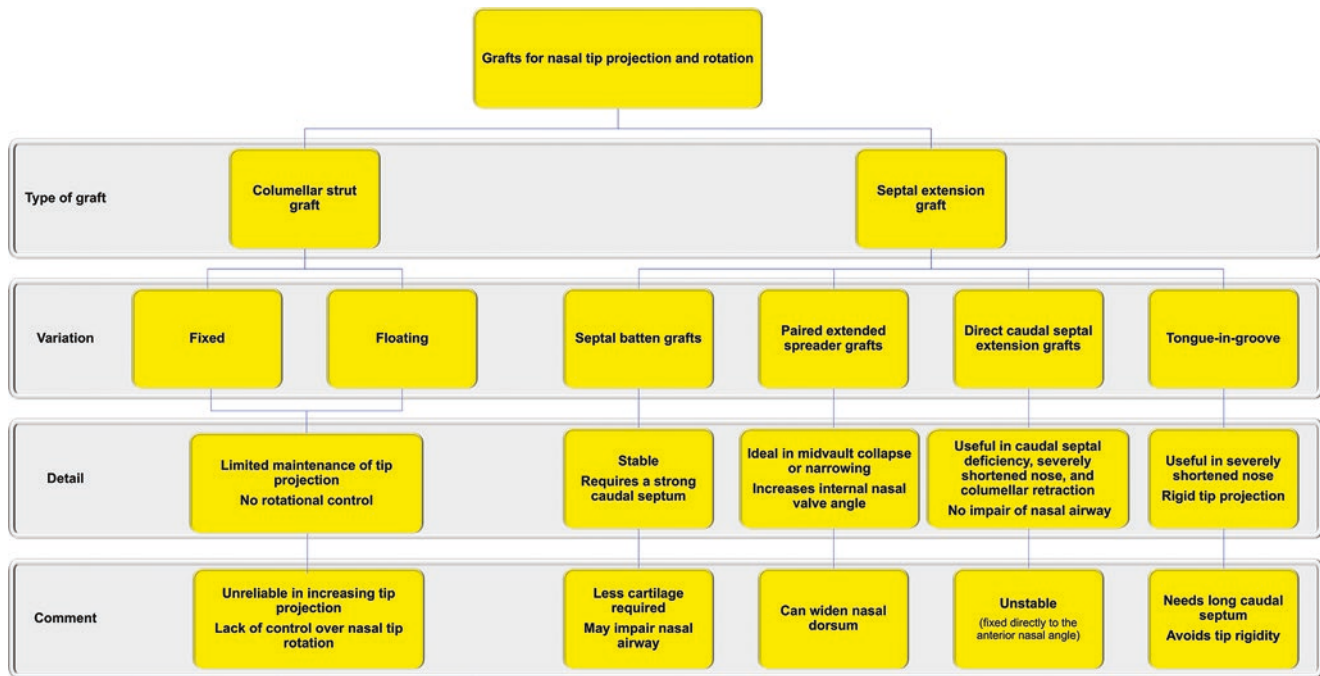 Grafts for nasal tip projection and rotation
Type of graft
Columellar strut
graft
Septal extension
graft
Variation
Fixed
Floating
Septal batten grafts
Paired extended
spreader grafts
Direct caudal septal
extension grafts
Tongue-in-groove
Detail
Limited maintenance of tip
projection
No rotational control
Stable
Requires a strong
caudal septum
Ideal in midvault collapse
or narrowing
Increases internal nasal
valve angle
Useful in caudal septal
deficiency, severely
shortened nose, and
columellar retraction
No impair of nasal airway
Useful in severely
shortened nose
Rigid tip projection
Comment
Unreliable in increasing tip
projection
Lack of control over nasal tip
rotation
Less cartilage
required
May impair nasal
airway
Can widen nasal
dorsum
Unstable
(fixed directly to the
anterior nasal angle)
Needs long caudal
septum
Avoids tip rigidity